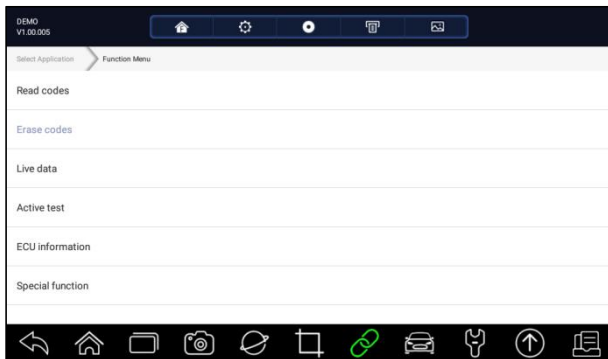 DEMO
V1.00.005
Select Application Function Menu
Read codes
Erase codes
Live data
Active test
ECU information
Special function